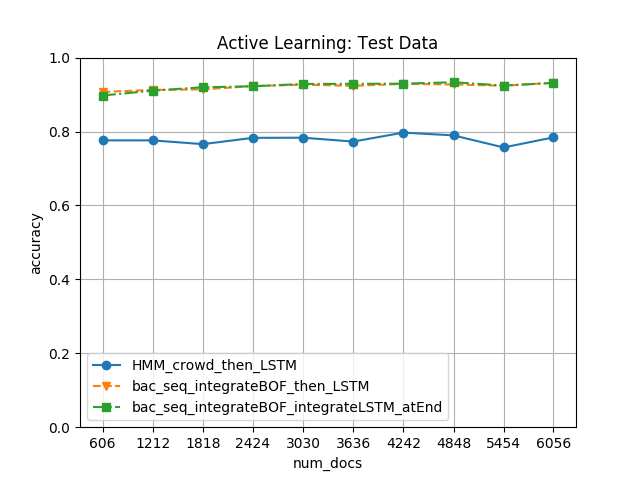 Active Learning: Test Data
1.0
0.8
0.6
0.4
0.2
0.0
accuracy
HMM_crowd_then_LSTM
bac_seq_integrateBOF_then_LSTM
bac_seq_integrateBOF_integrateLSTM_atEnd
606 1212 1818 2424 3030 3636 4242 4848 5454 6056
num_docs